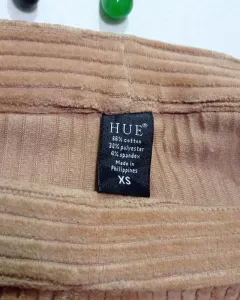 HUE®
66% cotton
30% polyester
4% spandex
Made in
Philippines
XS